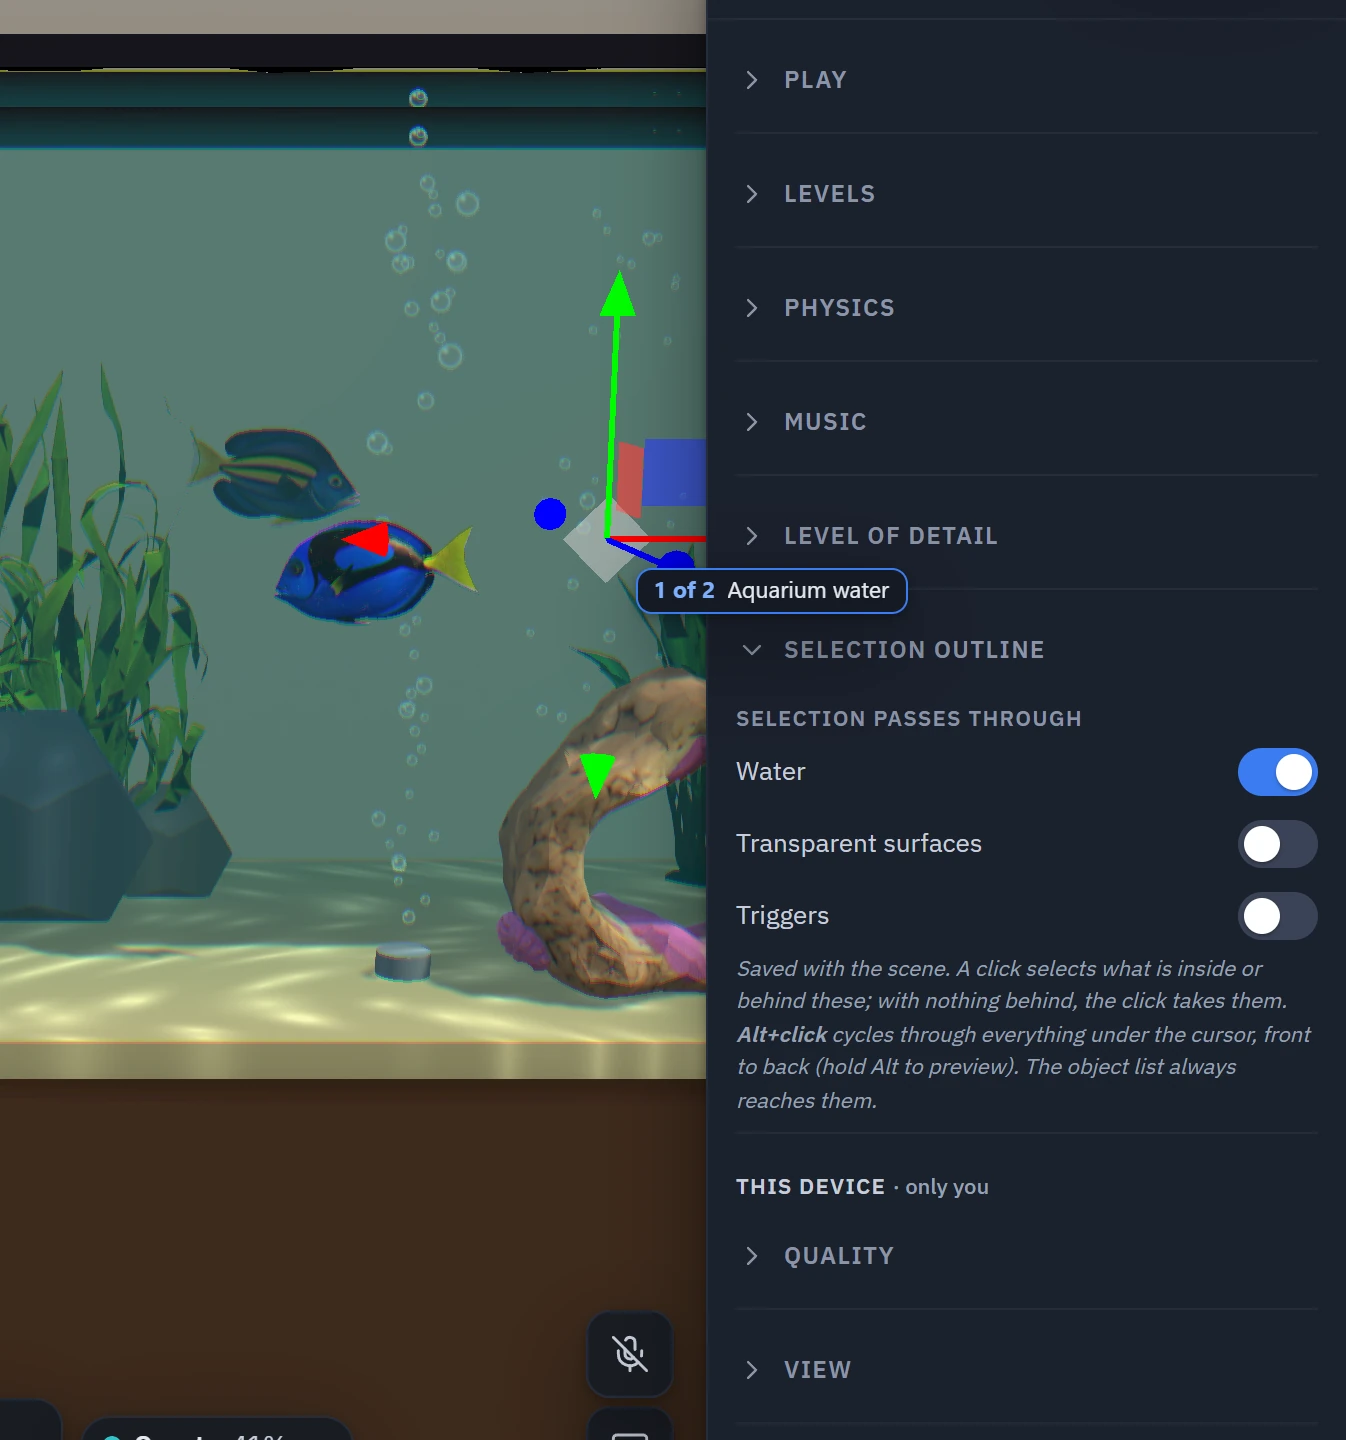 PLAY
LEVELS
PHYSICS
MUSIC
LEVEL OF DETAIL
1 of 2 Aquarium water
SELECTION OUTLINE
SELECTION PASSES THROUGH
Water
Transparent surfaces
Triggers
Saved with the scene. A click selects what is inside or
behind these; with nothing behind, the click takes them.
Alt+click cycles through everything under the cursor, front
to back (hold Alt to preview). The object list always
reaches them.
THIS DEVICE · only you
QUALITY
VIEW